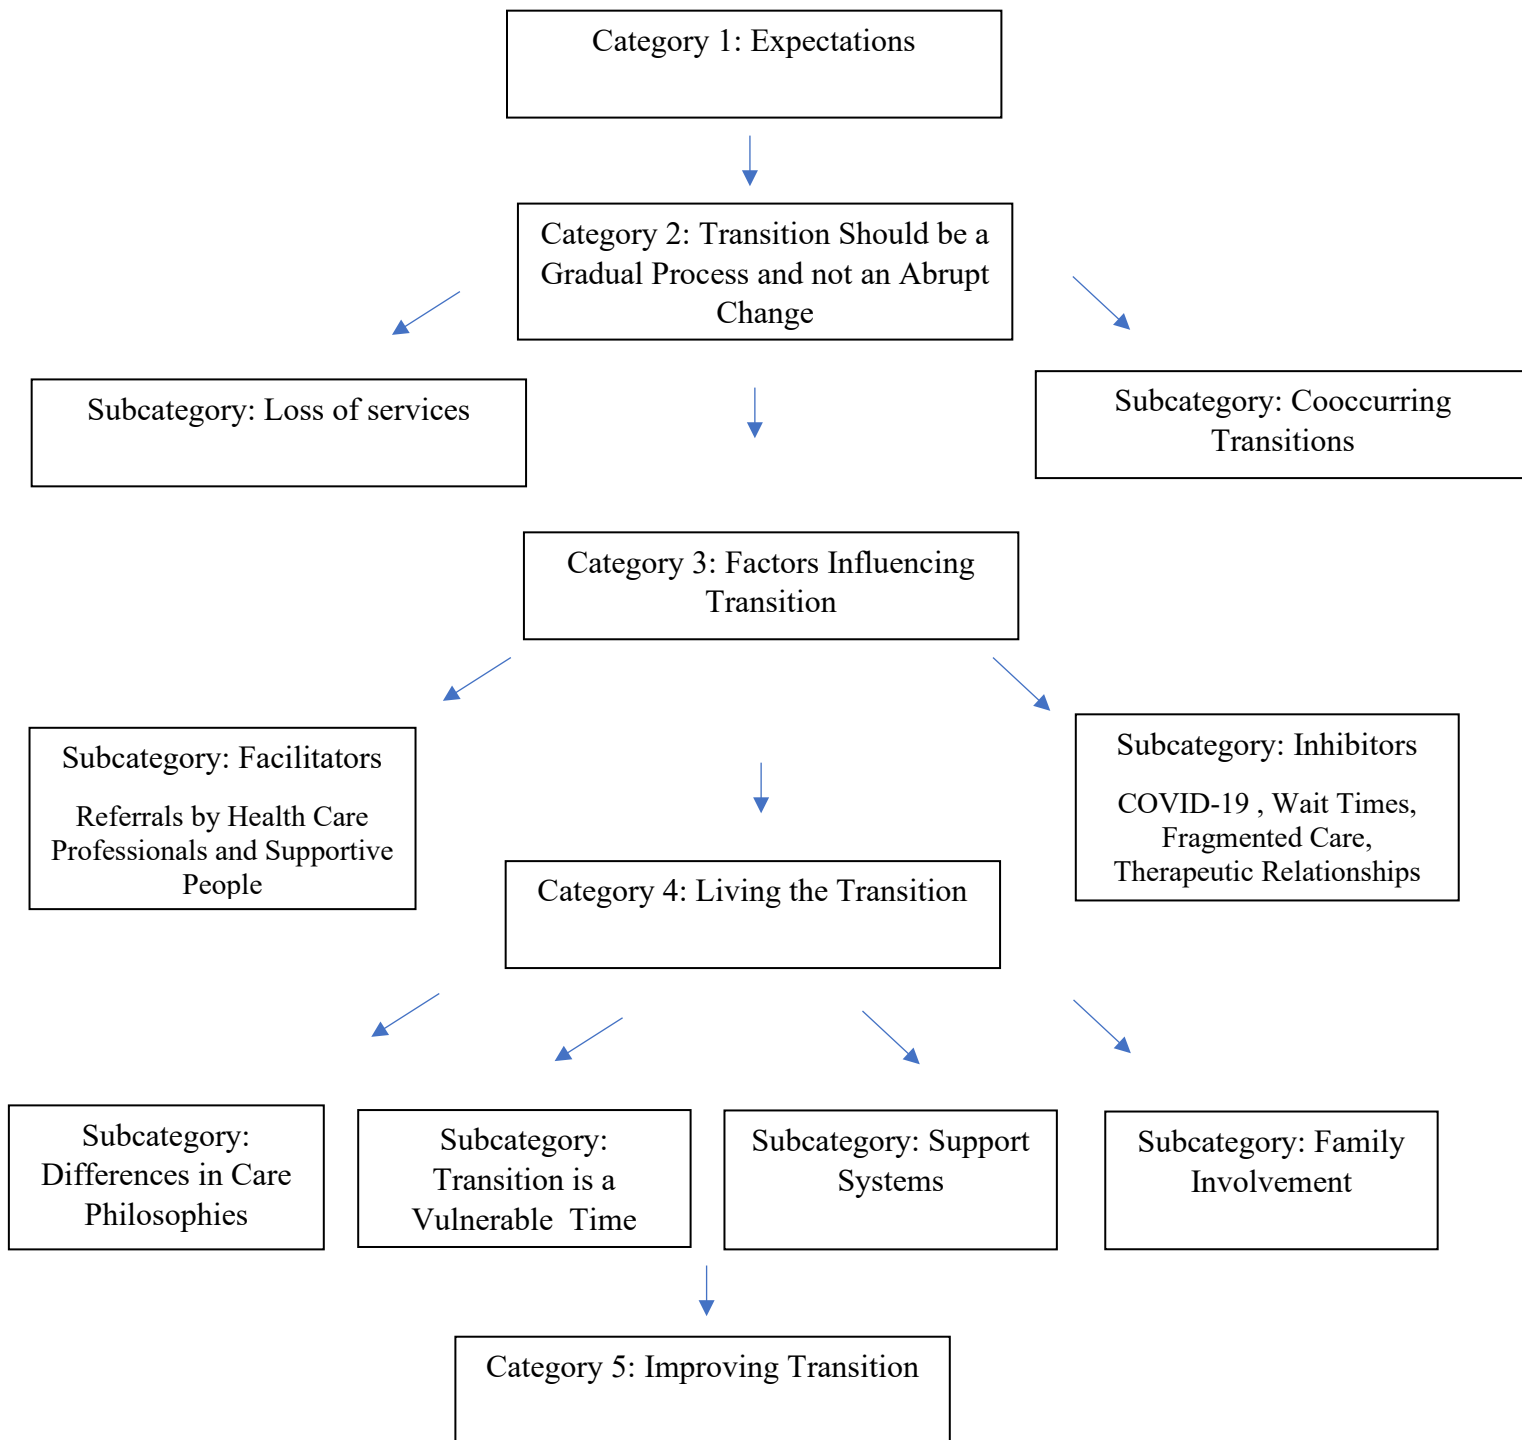 Category 1: Expectations
Category 2: Transition Should be a
Gradual Process and not an Abrupt
Change
Subcategory: Loss of services
Subcategory: Cooccurring
Transitions
Category 3: Factors Influencing
Transition
Subcategory: Facilitators
Referrals by Health Care
Professionals and Supportive
People
Subcategory: Inhibitors
COVID-19 , Wait Times,
Fragmented Care,
Therapeutic Relationships
Category 4: Living the Transition
Subcategory:
Differences in Care
Philosophies
Subcategory:
Transition is a
Vulnerable  Time
Subcategory: Support
Systems
Subcategory: Family
Involvement
Category 5: Improving Transition